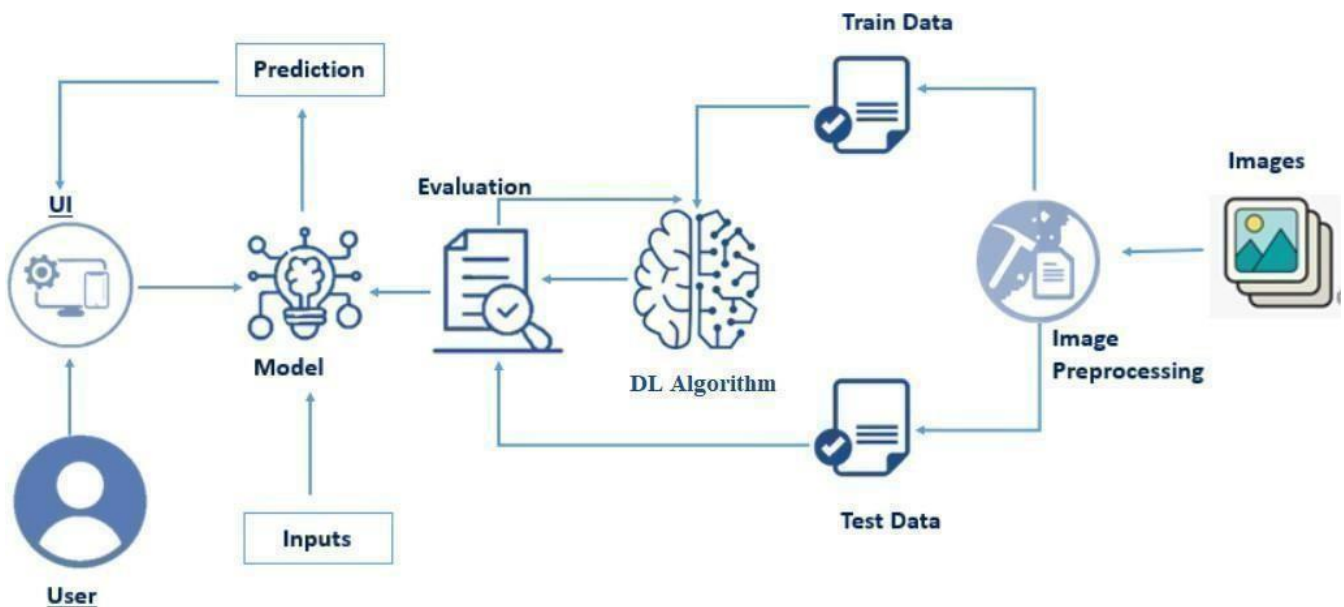 Train Data
Prediction
Images
Evaluation
UI
Image
Preprocessing
Model
DL Algorithm
Test Data
Inputs
User